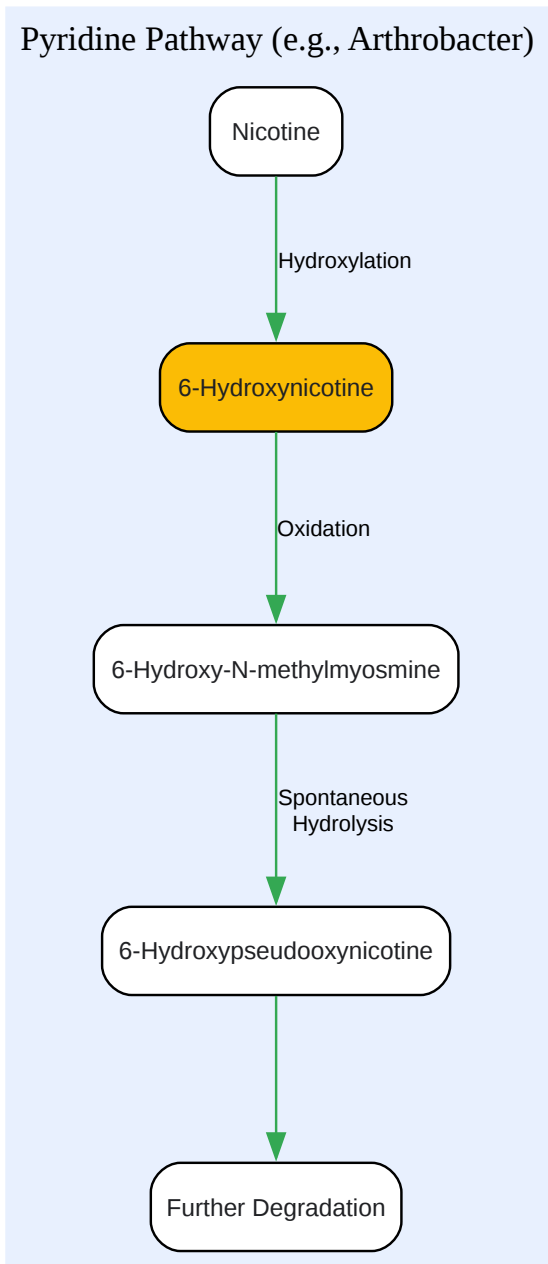 Pyridine Pathway (e.g., Arthrobacter)
Nicotine
Hydroxylation
6-Hydroxynicotine
Oxidation
6-Hydroxy-N-methylmyosmine
Spontaneous
Hydrolysis
6-Hydroxypseudooxynicotine
Further Degradation